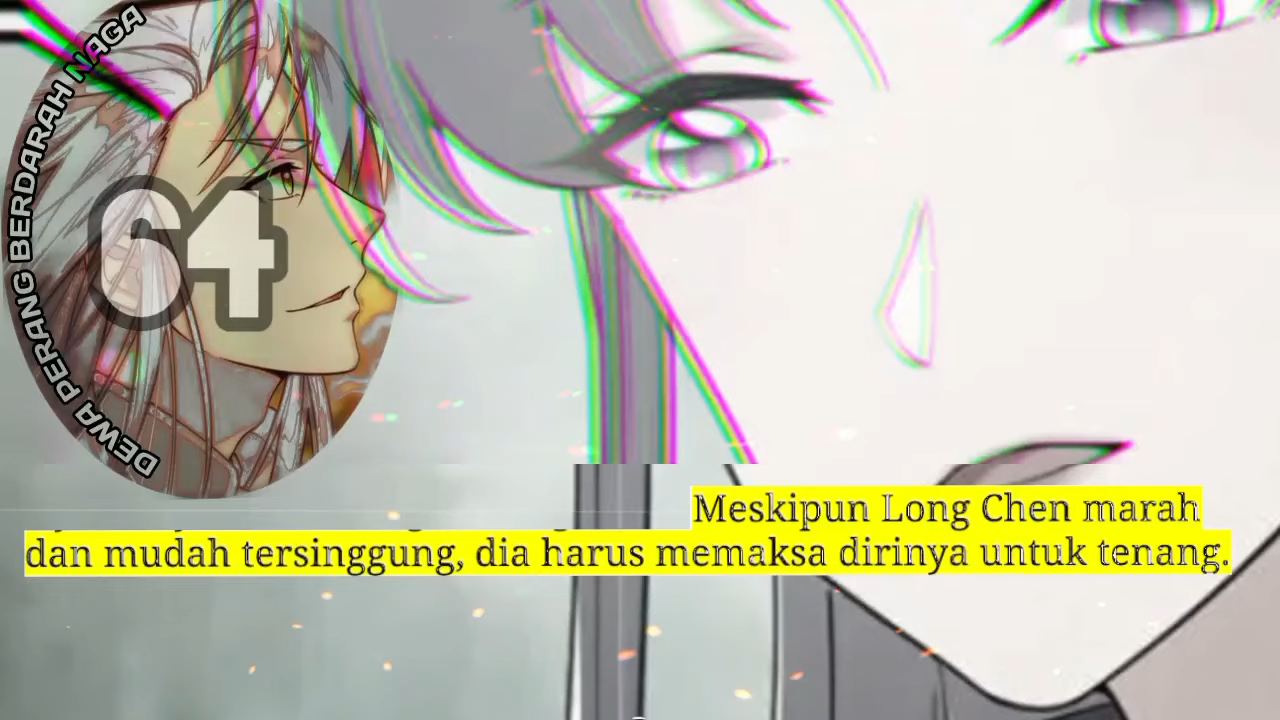 DEWA PERANG BERDARAH NAGA
64
Meskipun Long Chen marah
dan mudah tersinggung, dia harus memaksa dirinya untuk tenang.